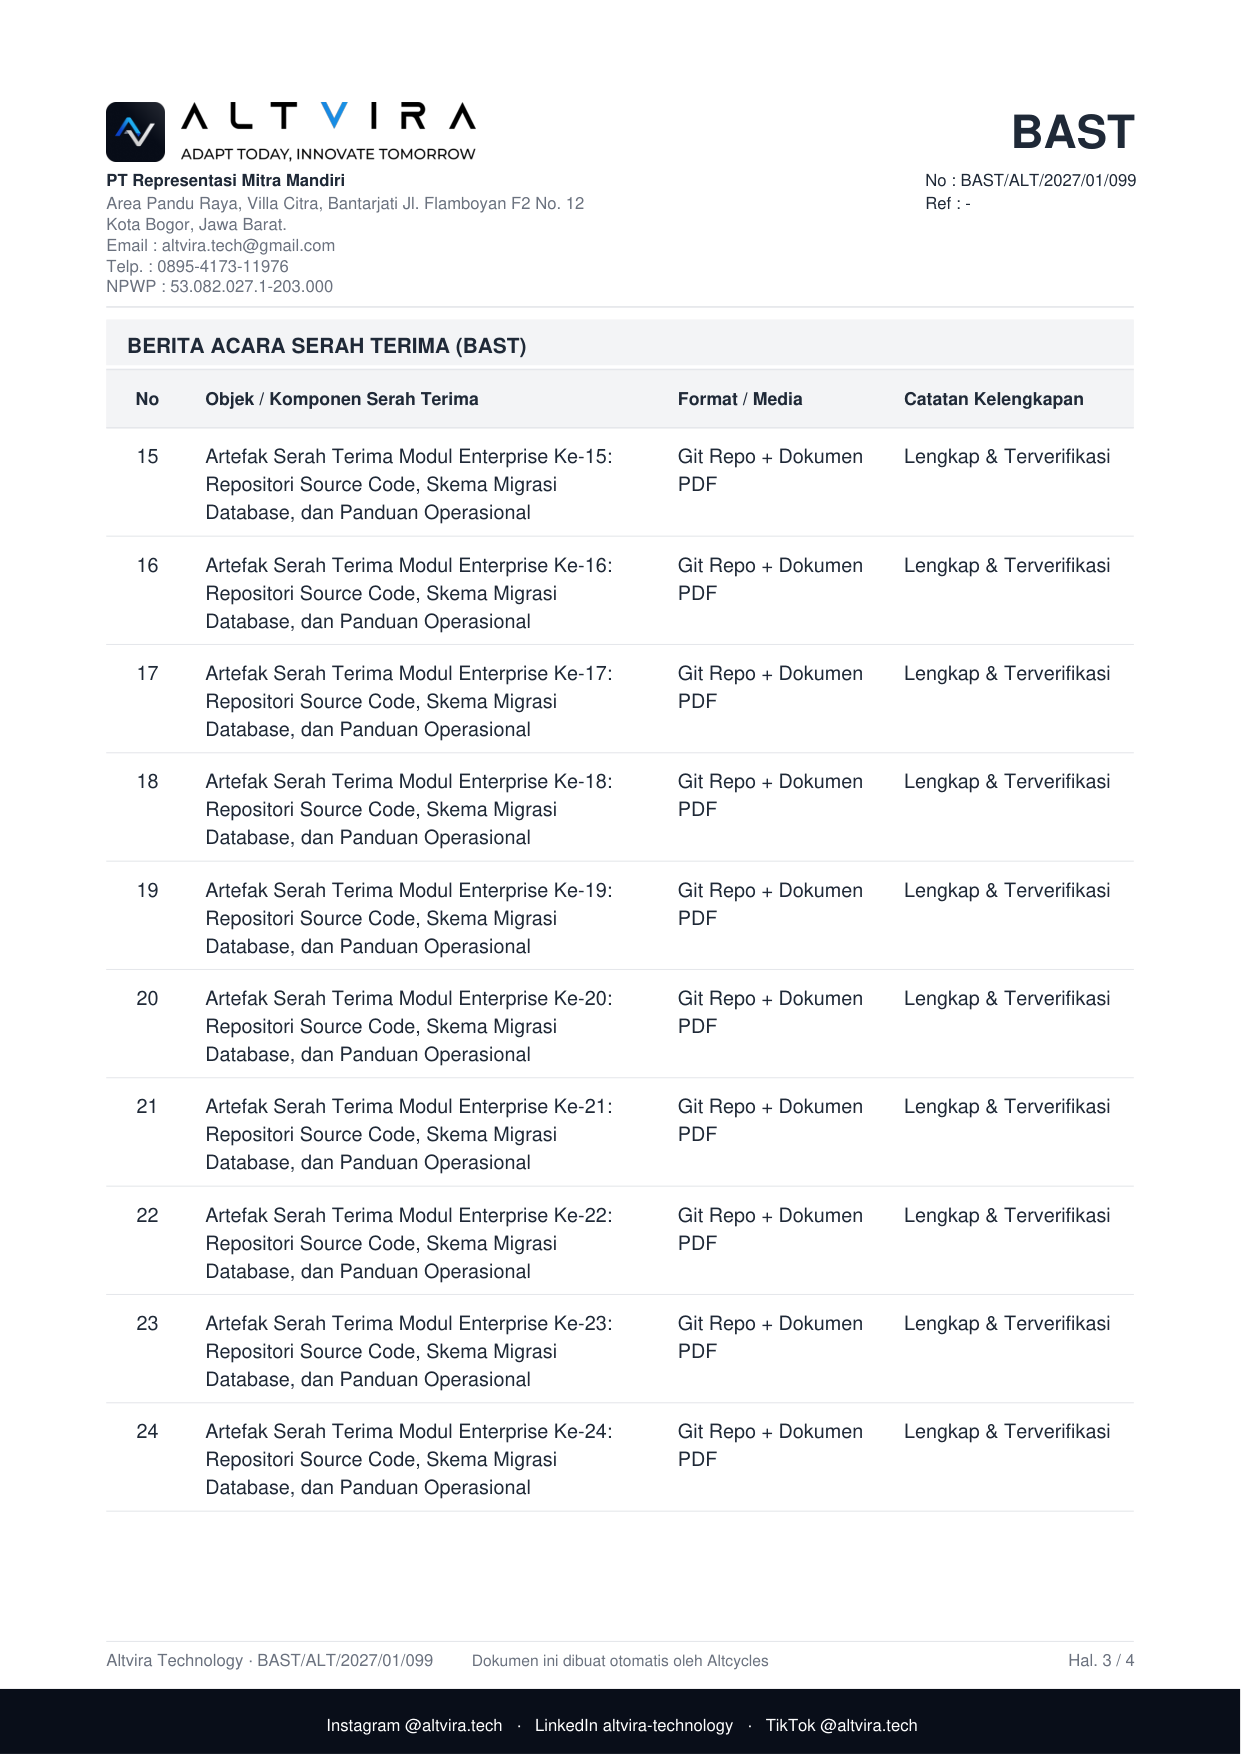 ALTVIRA
ADAPT TODAY, INNOVATE TOMORROW
BAST
PT Representasi Mitra Mandiri
Area Pandu Raya, Villa Citra, Bantarjati Jl. Flamboyan F2 No. 12
Kota Bogor, Jawa Barat.
Email : altvira.tech@gmail.com
Telp. : 0895-4173-11976
NPWP : 53.082.027.1-203.000
No : BAST/ALT/2027/01/099
Ref : -
BERITA ACARA SERAH TERIMA (BAST)
No Objek / Komponen Serah Terima Format / Media Catatan Kelengkapan
15 Artefak Serah Terima Modul Enterprise Ke-15: Git Repo + Dokumen Lengkap & Terverifikasi
Repositori Source Code, Skema Migrasi PDF
Database, dan Panduan Operasional
16 Artefak Serah Terima Modul Enterprise Ke-16: Git Repo + Dokumen Lengkap & Terverifikasi
Repositori Source Code, Skema Migrasi PDF
Database, dan Panduan Operasional
17 Artefak Serah Terima Modul Enterprise Ke-17: Git Repo + Dokumen Lengkap & Terverifikasi
Repositori Source Code, Skema Migrasi PDF
Database, dan Panduan Operasional
18 Artefak Serah Terima Modul Enterprise Ke-18: Git Repo + Dokumen Lengkap & Terverifikasi
Repositori Source Code, Skema Migrasi PDF
Database, dan Panduan Operasional
19 Artefak Serah Terima Modul Enterprise Ke-19: Git Repo + Dokumen Lengkap & Terverifikasi
Repositori Source Code, Skema Migrasi PDF
Database, dan Panduan Operasional
20 Artefak Serah Terima Modul Enterprise Ke-20: Git Repo + Dokumen Lengkap & Terverifikasi
Repositori Source Code, Skema Migrasi PDF
Database, dan Panduan Operasional
21 Artefak Serah Terima Modul Enterprise Ke-21: Git Repo + Dokumen Lengkap & Terverifikasi
Repositori Source Code, Skema Migrasi PDF
Database, dan Panduan Operasional
22 Artefak Serah Terima Modul Enterprise Ke-22: Git Repo + Dokumen Lengkap & Terverifikasi
Repositori Source Code, Skema Migrasi PDF
Database, dan Panduan Operasional
23 Artefak Serah Terima Modul Enterprise Ke-23: Git Repo + Dokumen Lengkap & Terverifikasi
Repositori Source Code, Skema Migrasi PDF
Database, dan Panduan Operasional
24 Artefak Serah Terima Modul Enterprise Ke-24: Git Repo + Dokumen Lengkap & Terverifikasi
Repositori Source Code, Skema Migrasi PDF
Database, dan Panduan Operasional
Altvira Technology · BAST/ALT/2027/01/099 Dokumen ini dibuat otomatis oleh Altcycles Hal. 3 / 4
Instagram @altvira.tech · LinkedIn altvira-technology · TikTok @altvira.tech